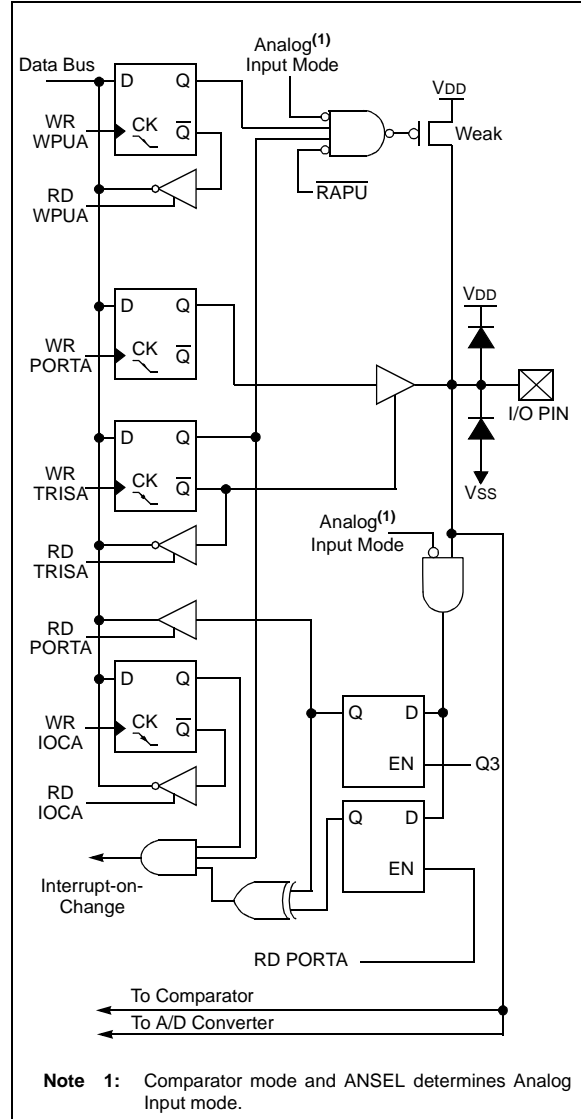 Analog(1)
Input Mode
Data Bus
D Q
VDD
WR
WPUA
CK
Q
Weak
RD
WPUA
RAPU
D Q
VDD
WR
PORTA
CK
Q
I/O PIN
D Q
WR
TRISA
CK
Q
VSS
Analog(1)
Input Mode
RD
TRISA
RD
PORTA
D Q
Q D
WR
IOCA
CK
Q
EN
Q3
RD
IOCA
Q D
EN
Interrupt-on-
Change
RD PORTA
To Comparator
To A/D Converter
Note 1: Comparator mode and ANSEL determines Analog
Input mode.